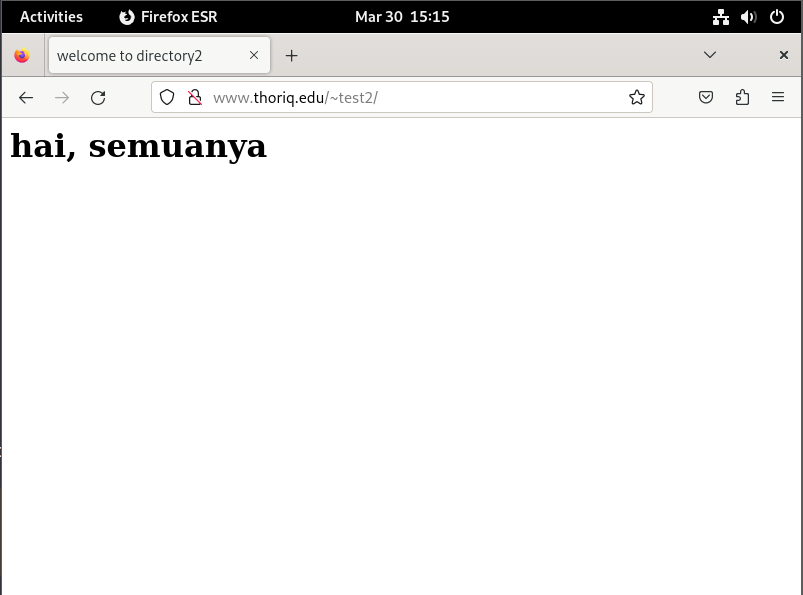 Activities Firefox ESR Mar 30 15:15
welcome to directory2
www.thoriq.edu/~test2/
hai, semuanya